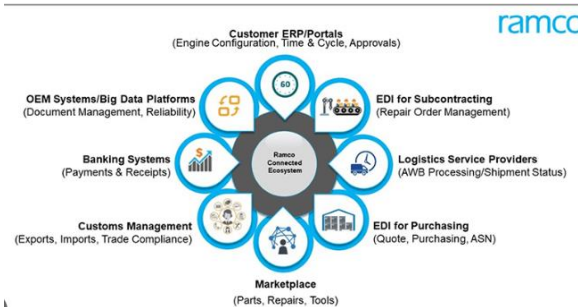 ramco
Customer ERP/Portals
(Engine Configuration, Time & Cycle, Approvals)
60
OEM Systems/Big Data Platforms
(Document Management, Reliability)
EDI for Subcontracting
(Repair Order Management)
Banking Systems
(Payments & Receipts)
Ramco
Connected
Ecosystem
Logistics Service Providers
(AWB Processing/Shipment Status)
Customs Management
(Exports, Imports, Trade Compliance)
EDI for Purchasing
(Quote, Purchasing, ASN)
Marketplace
(Parts, Repairs, Tools)